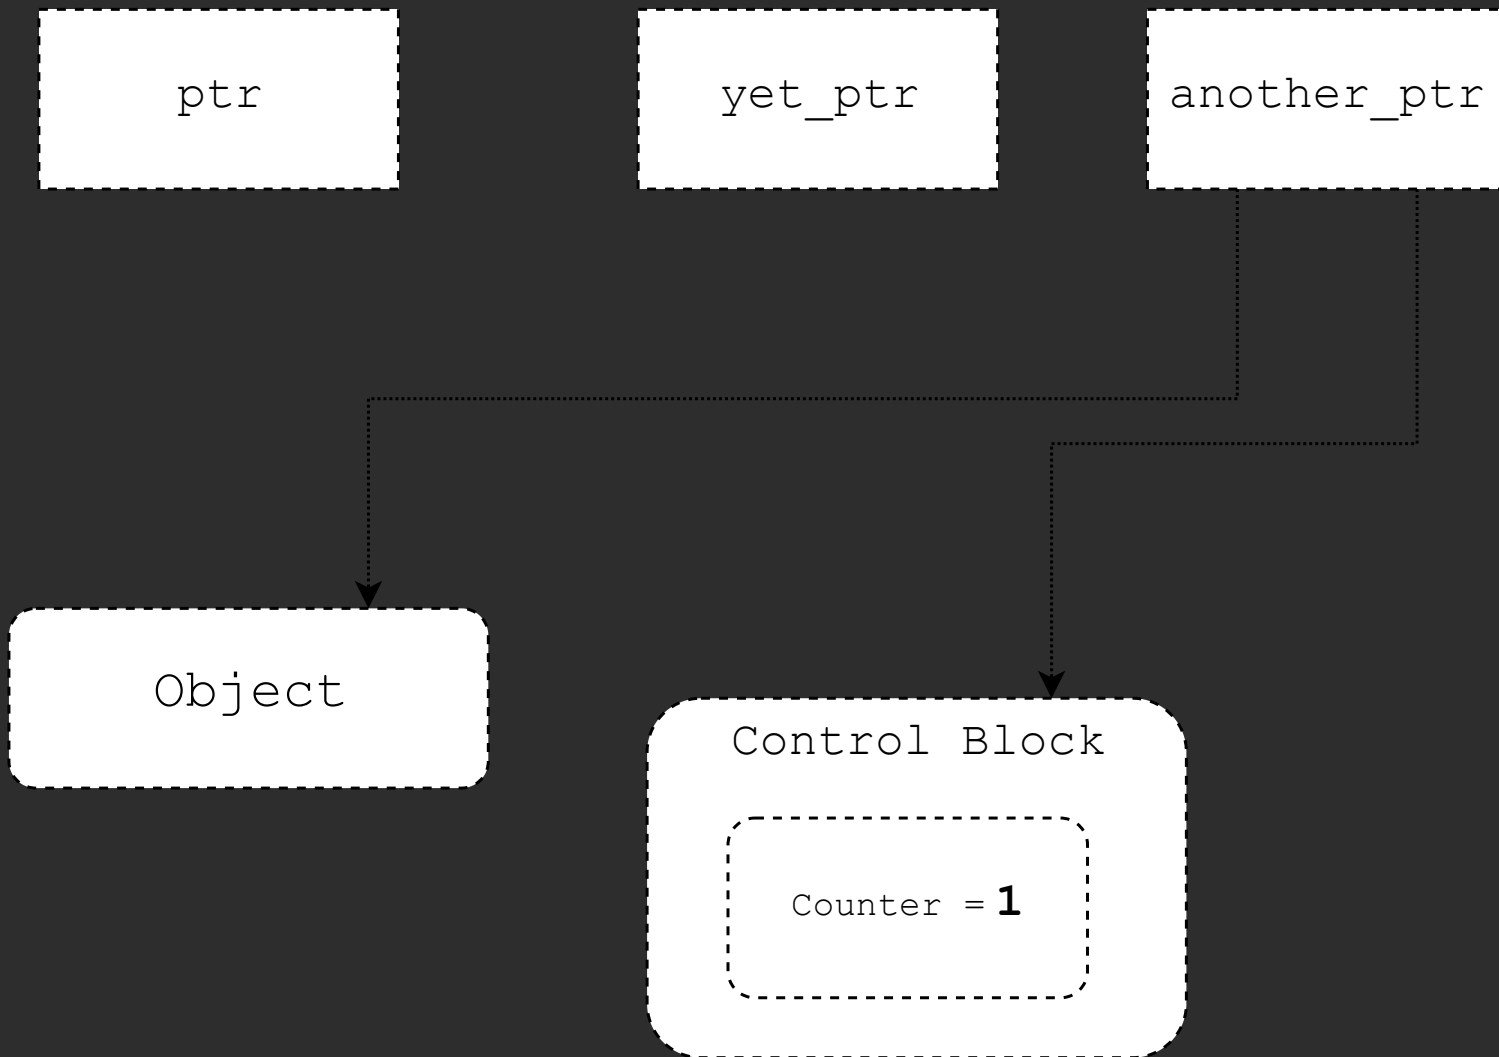 ptr
yet_ptr
another_ptr
Object
Control Block
Counter = 1